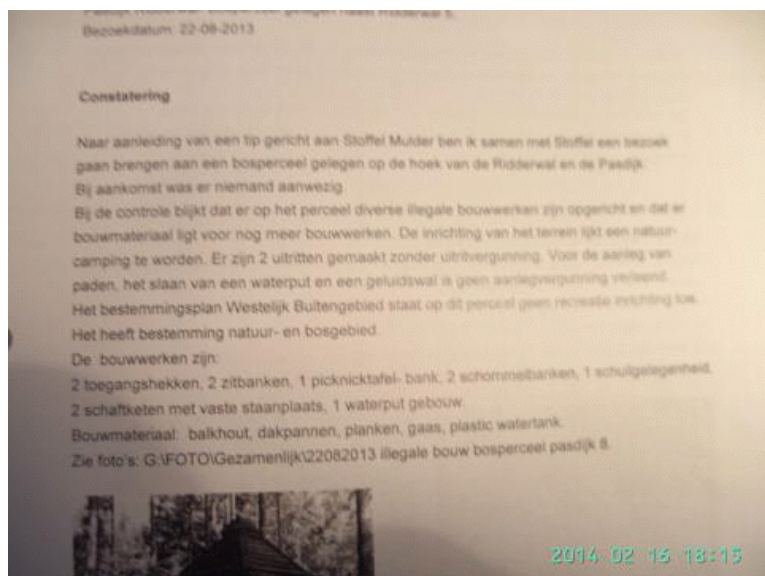 Pasdijk Ridderwal gelegen naast Ridderwal 6.
Bezoekdatum: 22-08-2013
Constatering
Naar aanleiding van een tip gericht aan Stoffel Mulder ben ik samen met Stoffel een bezoek
gaan brengen aan een bosperceel gelegen op de hoek van de Ridderwal en de Pasdijk.
Bij aankomst was er niemand aanwezig.
Bij de controle blijkt dat er op het perceel diverse illegale bouwwerken zijn opgericht en dat er
bouwmateriaal ligt voor nog meer bouwwerken. De inrichting van het terrein lijkt een natuur-
camping te worden. Er zijn 2 uitritten gemaakt zonder uitritvergunning. Voor de aanleg van
paden, het slaan van een waterput en een geluidswal is geen aanlegvergunning verleend.
Het bestemmingsplan Westelijk Buitengebied staat op dit perceel geen recreatie inrichting toe.
Het heeft bestemming natuur- en bosgebied.
De bouwwerken zijn:
2 toegangshekken, 2 zitbanken, 1 picknicktafel- bank, 2 schommelbanken, 1 schuilgelegenheid,
2 schaftketen met vaste staanplaats, 1 waterput gebouw.
Bouwmateriaal: balkhout, dakpannen, planken, gaas, plastic watertank.
Zie foto's: G:\FOTO\Gezamenlijk\22082013 illegale bouw bosperceel pasdijk 8.
2014 02 16 18:15